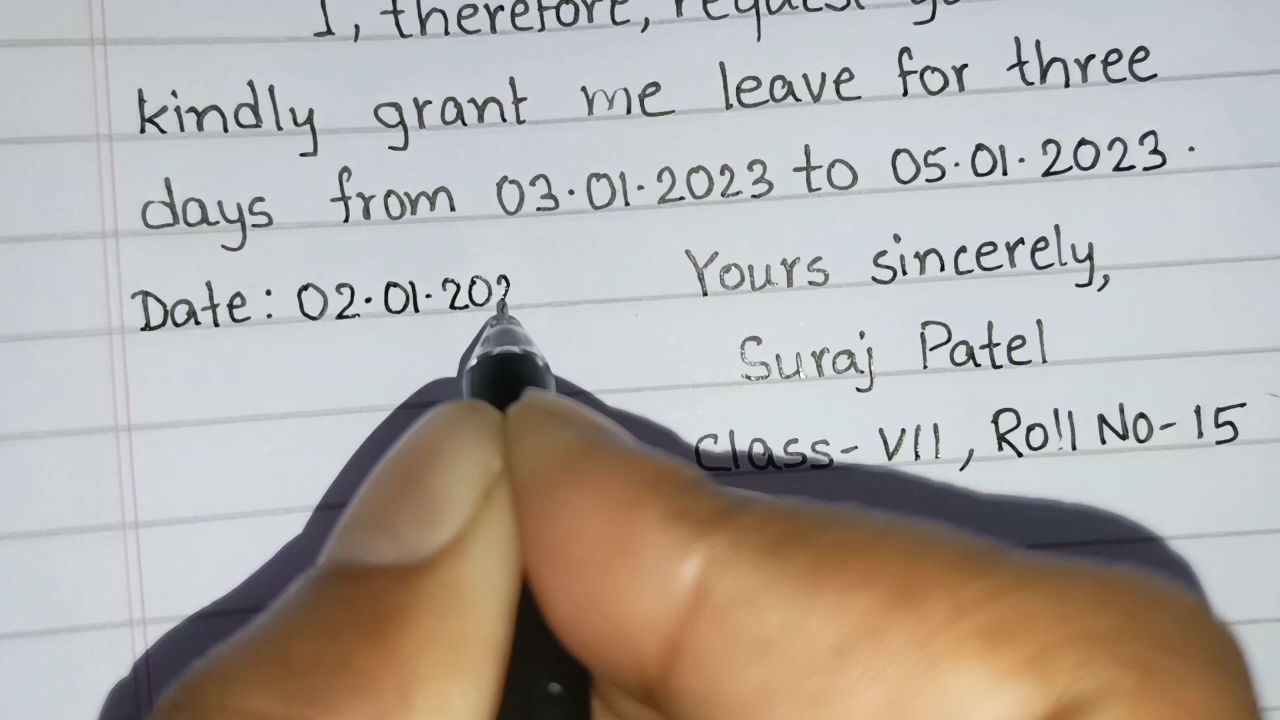 I, therefore, request
kindly grant me leave for three
days from 03.01.2023 to 05.01.2023.
Yours sincerely,
Date: 02.01.202
Suraj Patel
Class- VII, Roll No-15